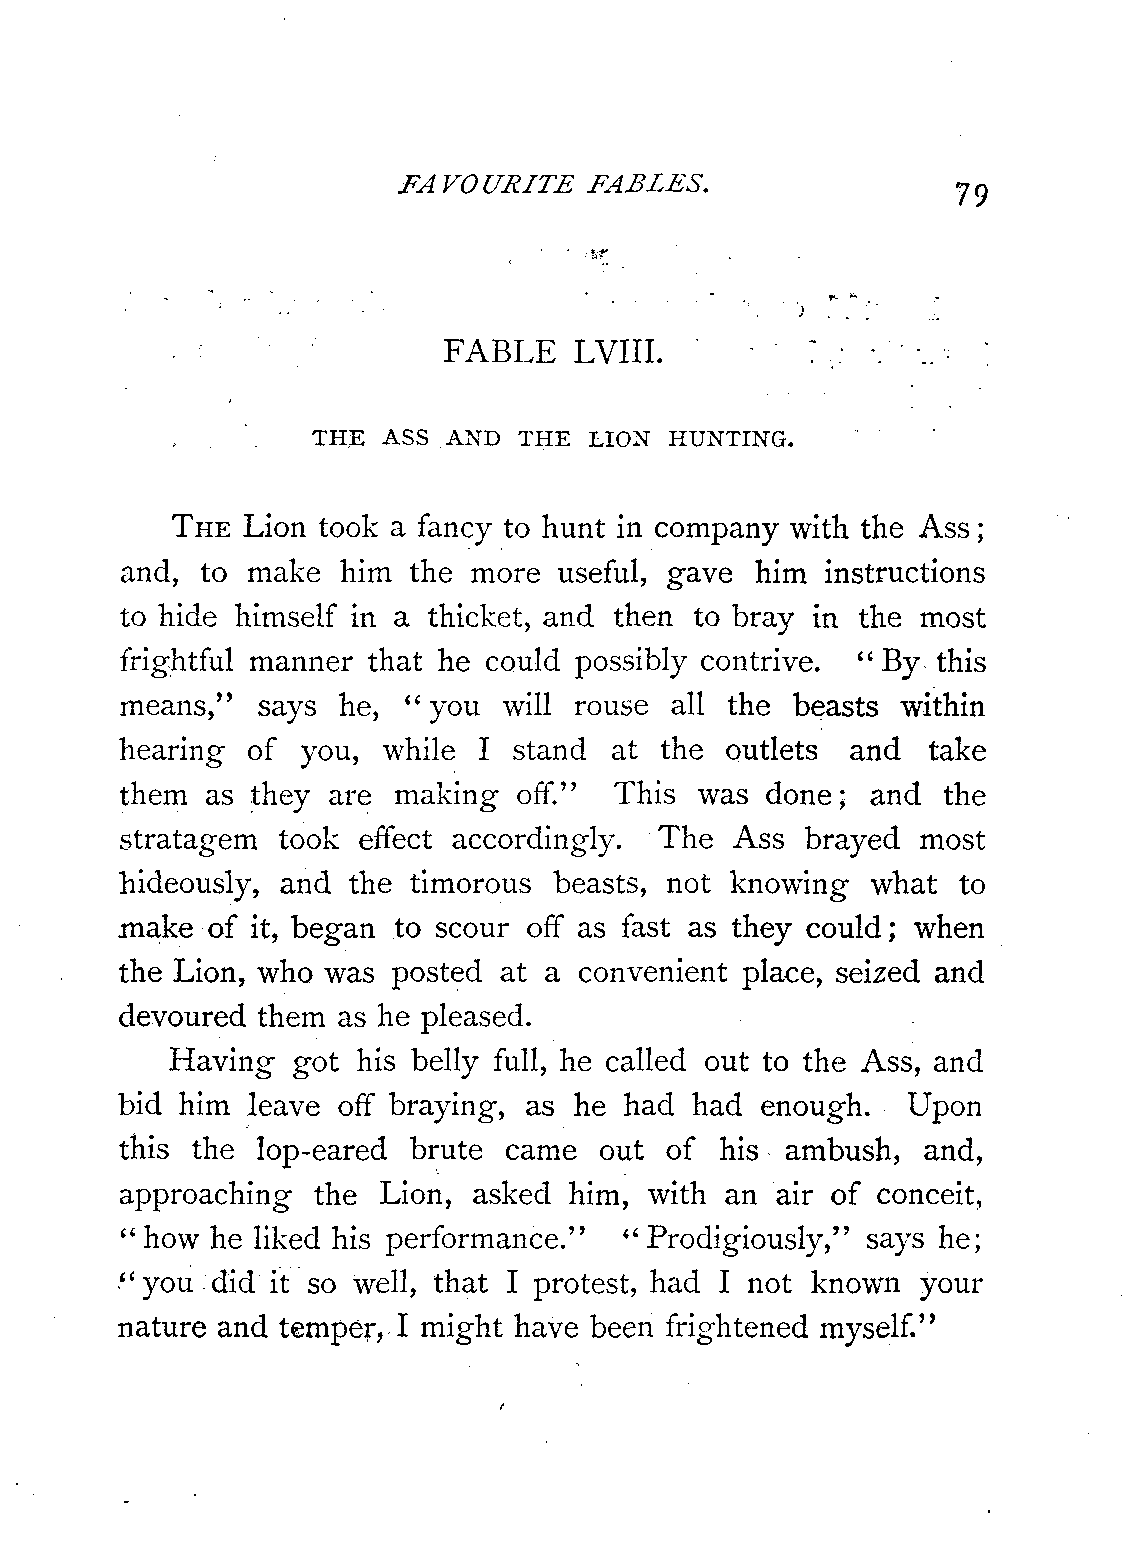 FAVOURITE FABLES.
79
FABLE LVIII.
THE ASS AND THE LION HUNTING.
THE Lion took a fancy to hunt in company with the Ass;
and, to make him the more useful, gave him instructions
to hide himself in a thicket, and then to bray in the most
frightful manner that he could possibly contrive. "By this
means," says he, "you will rouse all the beasts within
hearing of you, while I stand at the outlets and take
them as they are making off." This was done; and the
stratagem took effect accordingly. The Ass brayed most
hideously, and the timorous beasts, not knowing what to
make of it, began to scour off as fast as they could; when
the Lion, who was posted at a convenient place, seized and
devoured them as he pleased.
Having got his belly full, he called out to the Ass, and
bid him leave off braying, as he had had enough. Upon
this the lop-eared brute came out of his ambush, and,
approaching the Lion, asked him, with an air of conceit,
"how he liked his performance." "Prodigiously," says he;
"you did it so well, that I protest, had I not known your
nature and temper, I might have been frightened myself."